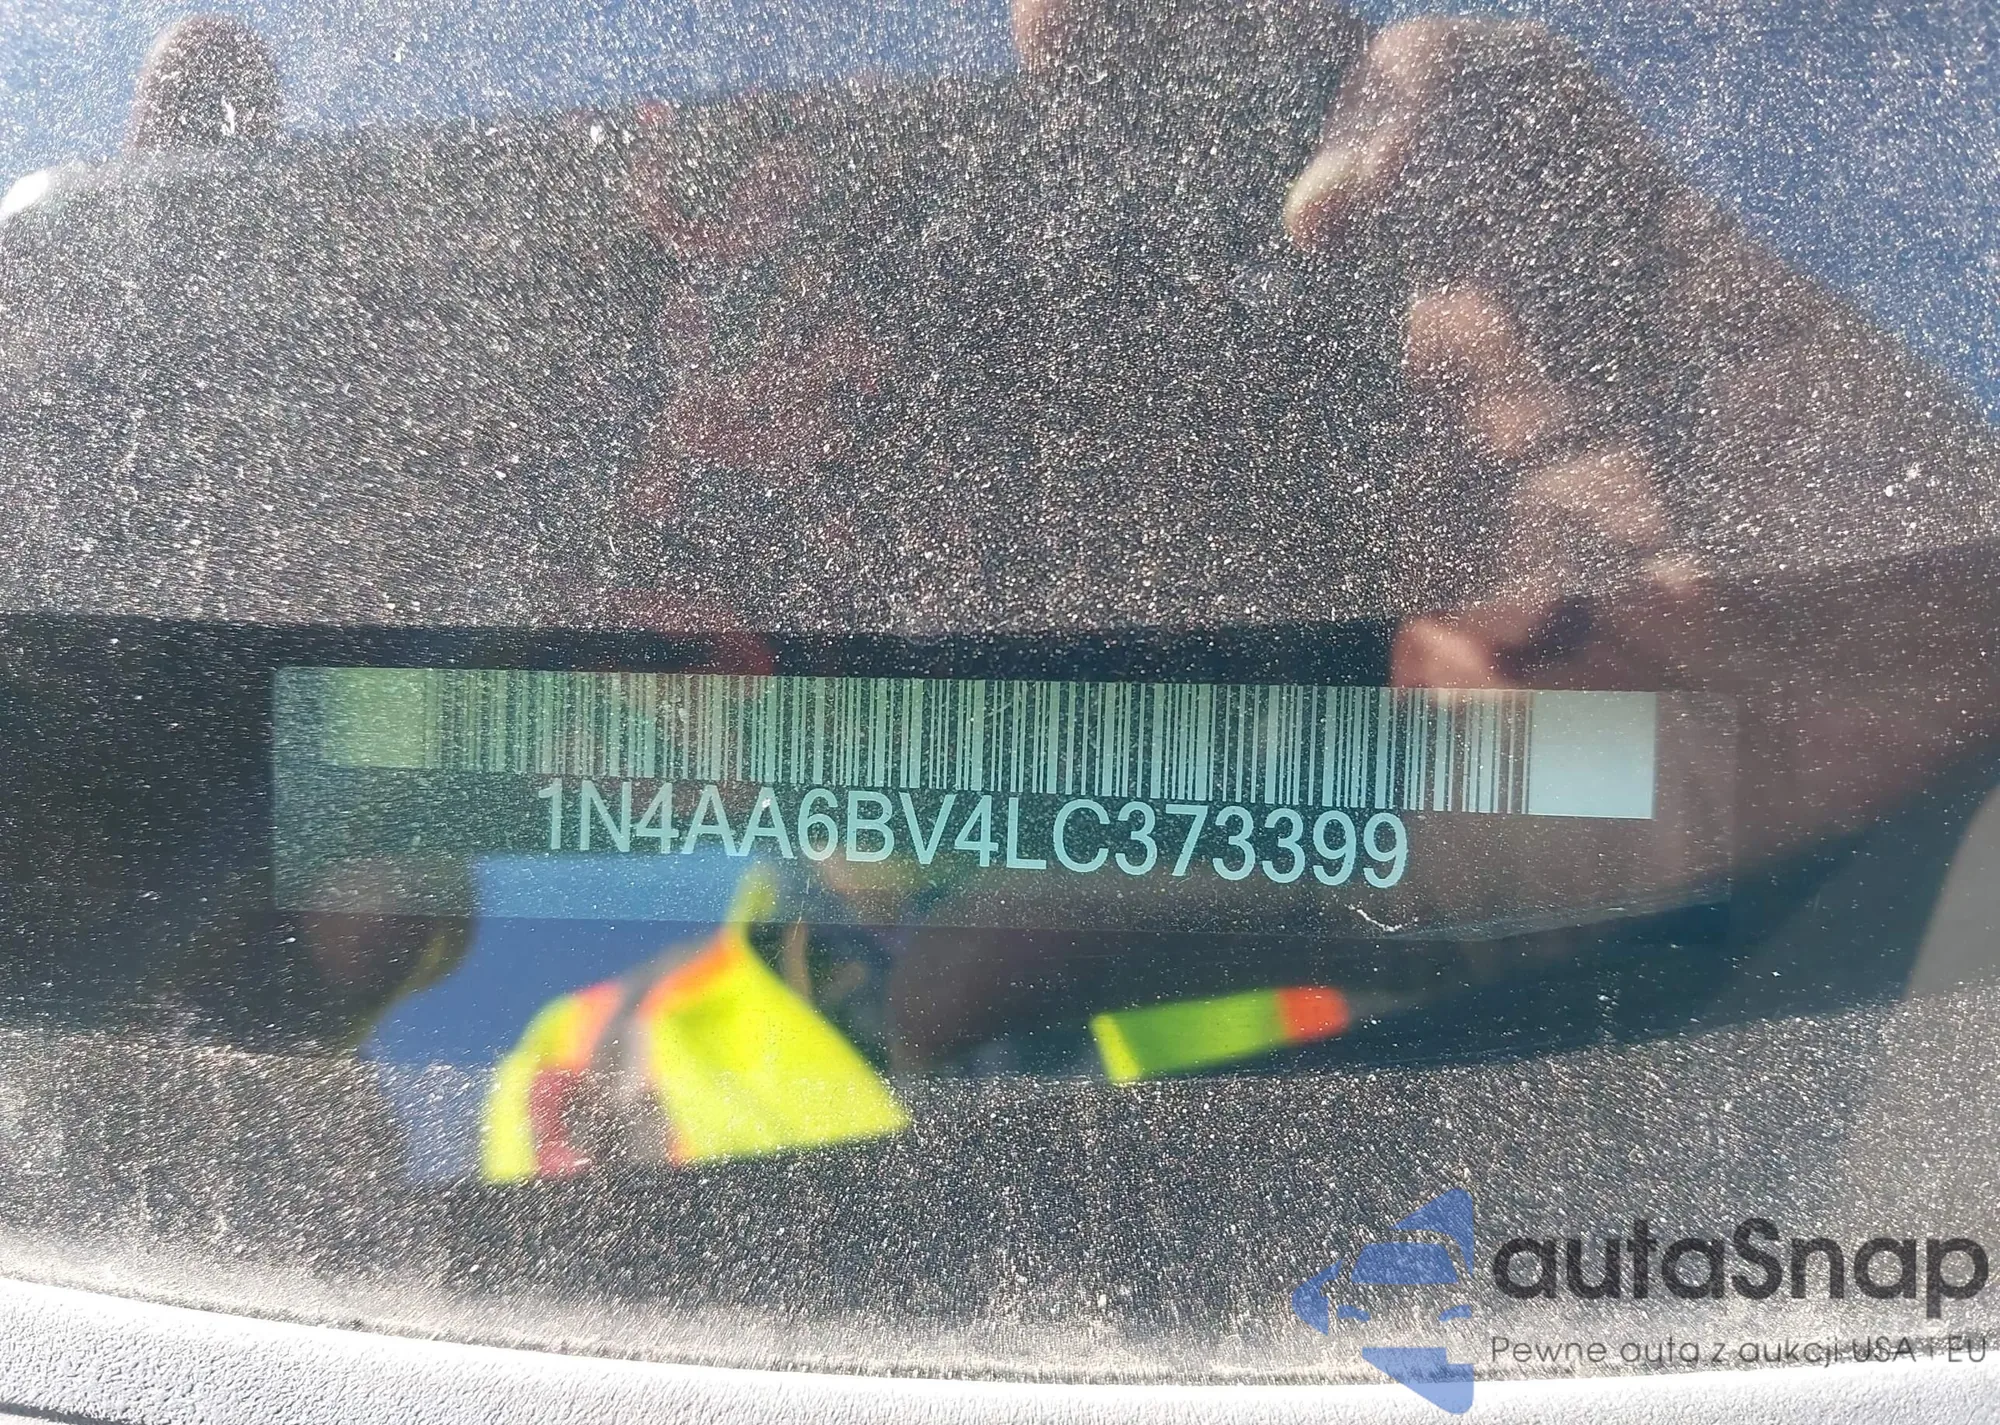 1N4AA6BV4LC373399
autaSnap
Pewne auta z aukcji USA i EU